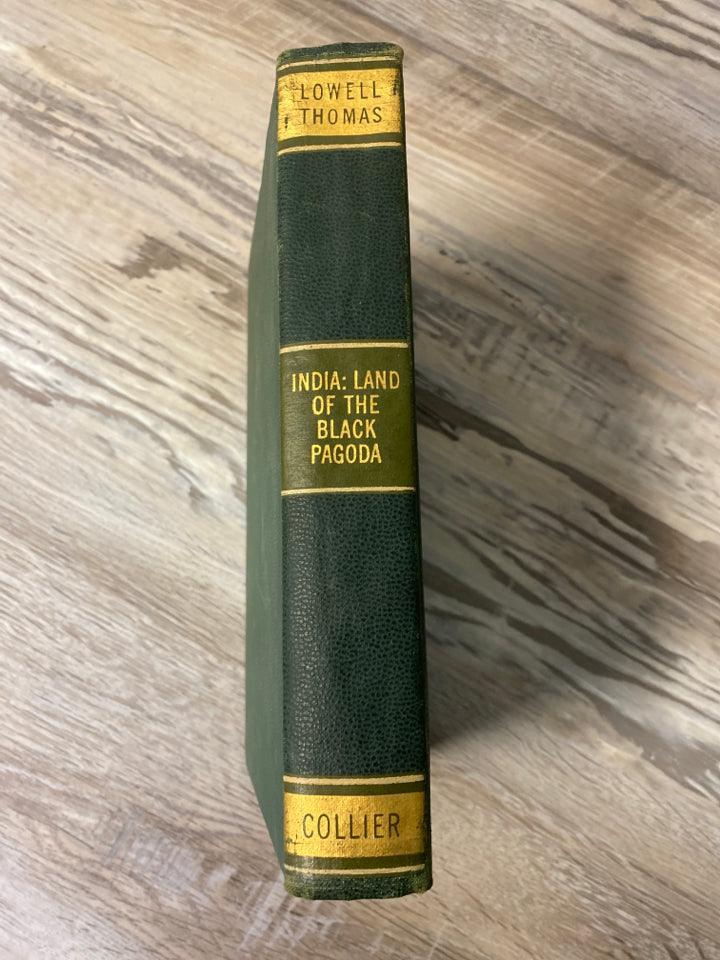 LOWELL
THOMAS
INDIA: LAND
OF THE
BLACK
PAGODA
COLLIER